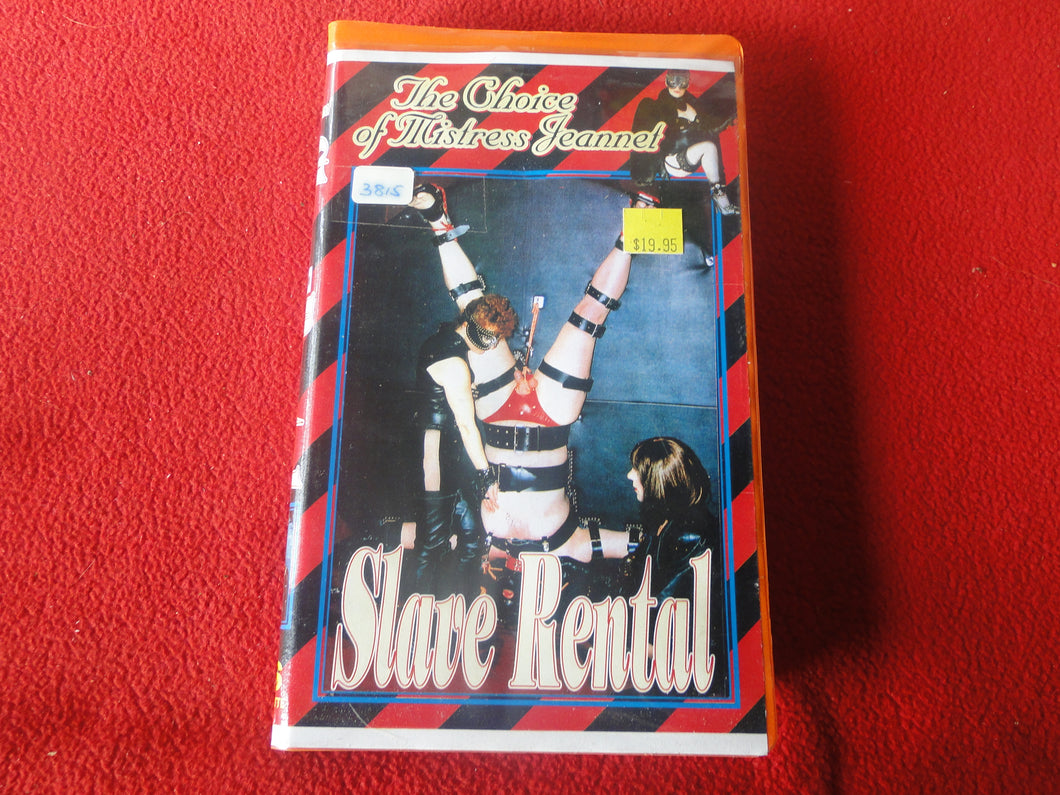 The Choice
of Mistress Jeannet
3815
$19.95
Slave Rental